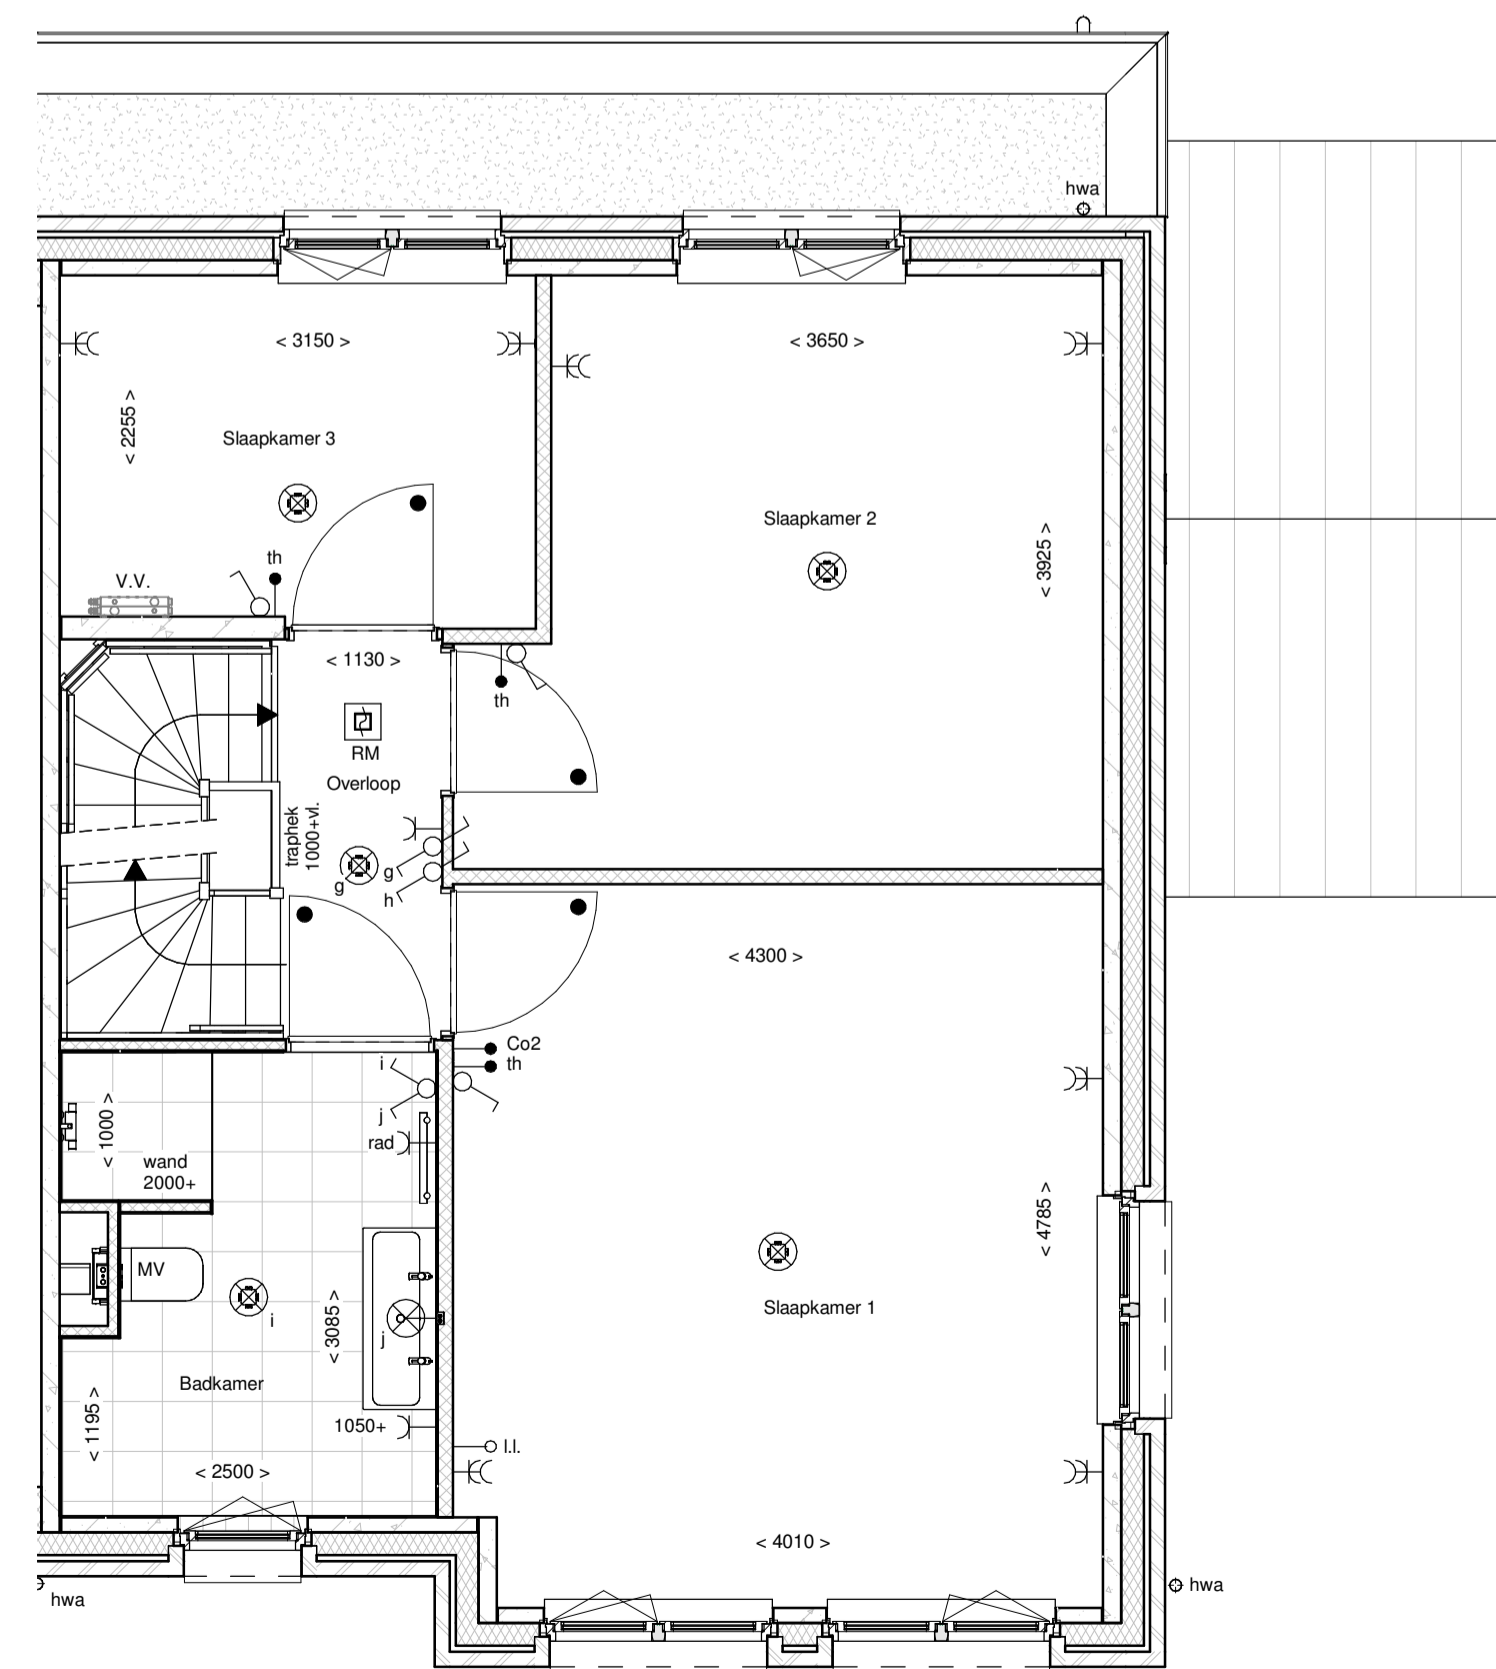 hwa
< 3150 >
< 3650 >
< 2255 >
Slaapkamer 3
Slaapkamer 2
< 3925 >
th
V.V.
< 1130 >
th
RM
Overloop
traphek
1000+vl.
g
g
h
< 4300 >
Co2
th
i
j
rad
< 1000 >
wand
2000+
< 4785 >
MV
i
< 3085 >
j
Slaapkamer 1
Badkamer
1050+
< 1195 >
l.l.
< 2500 >
< 4010 >
hwa
hwa